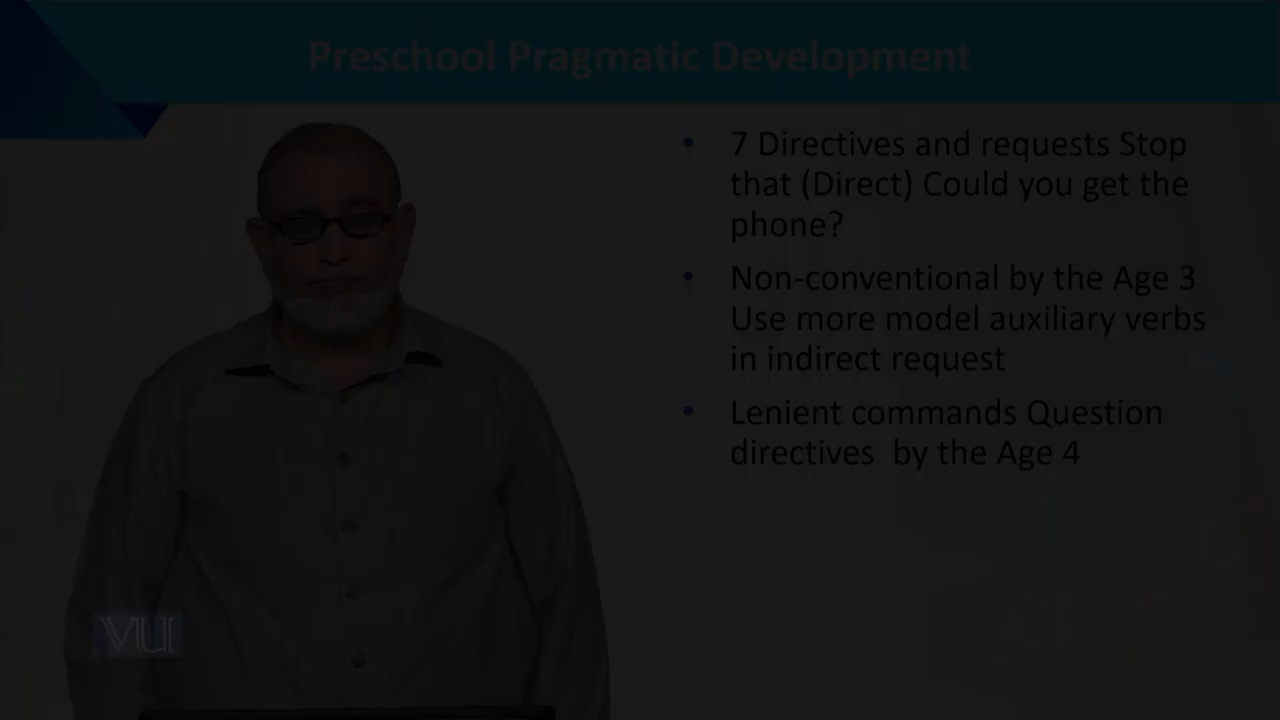 Preschool Pragmatic Development
7 Directives and requests Stop
that (Direct) Could you get the
phone?
Non-conventional by the Age 3
Use more model auxiliary verbs
in indirect request
Lenient commands Question
directives by the Age 4
VU